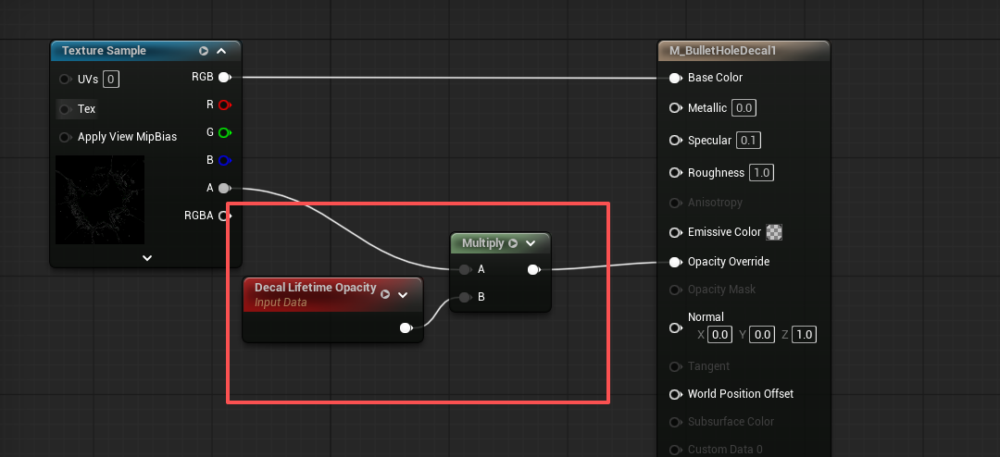 Texture Sample
UVs 0
RGB
R
Tex
G
Apply View MipBias
B
A
RGBA
Decal Lifetime Opacity
Input Data
Multiply
A
B
M_BulletHoleDecal1
Base Color
Metallic 0.0
Specular 0.1
Roughness 1.0
Anisotropy
Emissive Color
Opacity Override
Opacity Mask
Normal
X 0.0 Y 0.0 Z 1.0
Tangent
World Position Offset
Subsurface Color
Custom Data 0